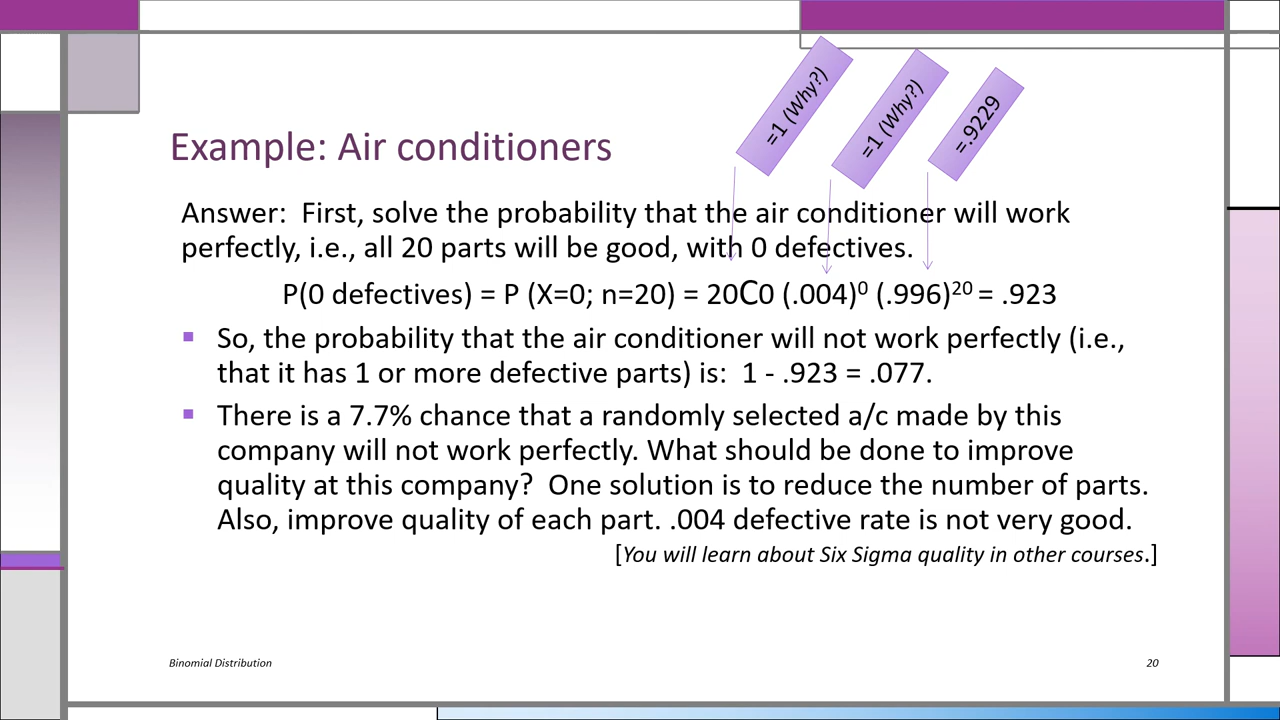 =1 (Why?)
=1 (Why?)
=.9229
Example: Air conditioners
Answer:  First, solve the probability that the air conditioner will work
perfectly, i.e., all 20 parts will be good, with 0 defectives.
P(0 defectives) = P (X=0; n=20) = 20C0 (.004)⁰ (.996)²⁰ = .923
▪ So, the probability that the air conditioner will not work perfectly (i.e.,
that it has 1 or more defective parts) is:  1 - .923 = .077.
▪ There is a 7.7% chance that a randomly selected a/c made by this
company will not work perfectly. What should be done to improve
quality at this company?  One solution is to reduce the number of parts.
Also, improve quality of each part. .004 defective rate is not very good.
[You will learn about Six Sigma quality in other courses.]
Binomial Distribution
20